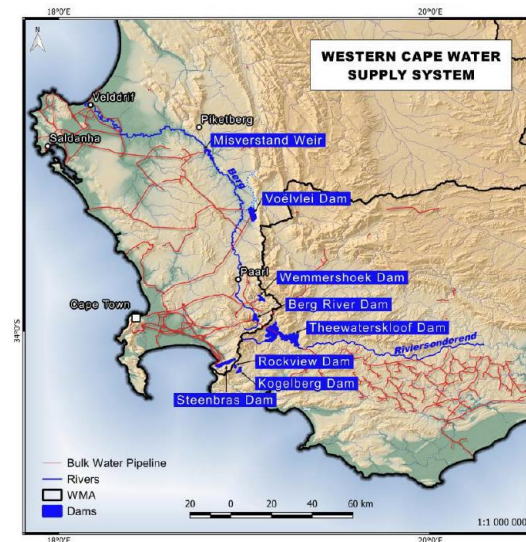 18°0'E
20°0'E
WESTERN CAPE WATER
SUPPLY SYSTEM
Velddrif
Piketberg
Saldanha
Misverstand Weir
Berg
Voëlvlei Dam
Paarl
Wemmershoek Dam
Cape Town
Berg River Dam
34°0'S
Theewaterskloof Dam
Riviersonderend
Rockview Dam
Kogelberg Dam
Steenbras Dam
Bulk Water Pipeline
Rivers
WMA
Dams
20 0 20 40 60 km
1:1 000 000
18°0'E
20°0'E